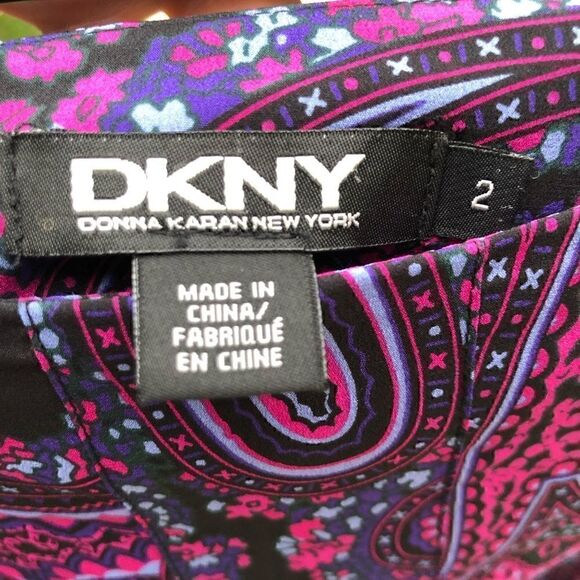 DKNY
DONNA KARAN NEW YORK
2
MADE IN
CHINA/
FABRIQUÉ
EN CHINE